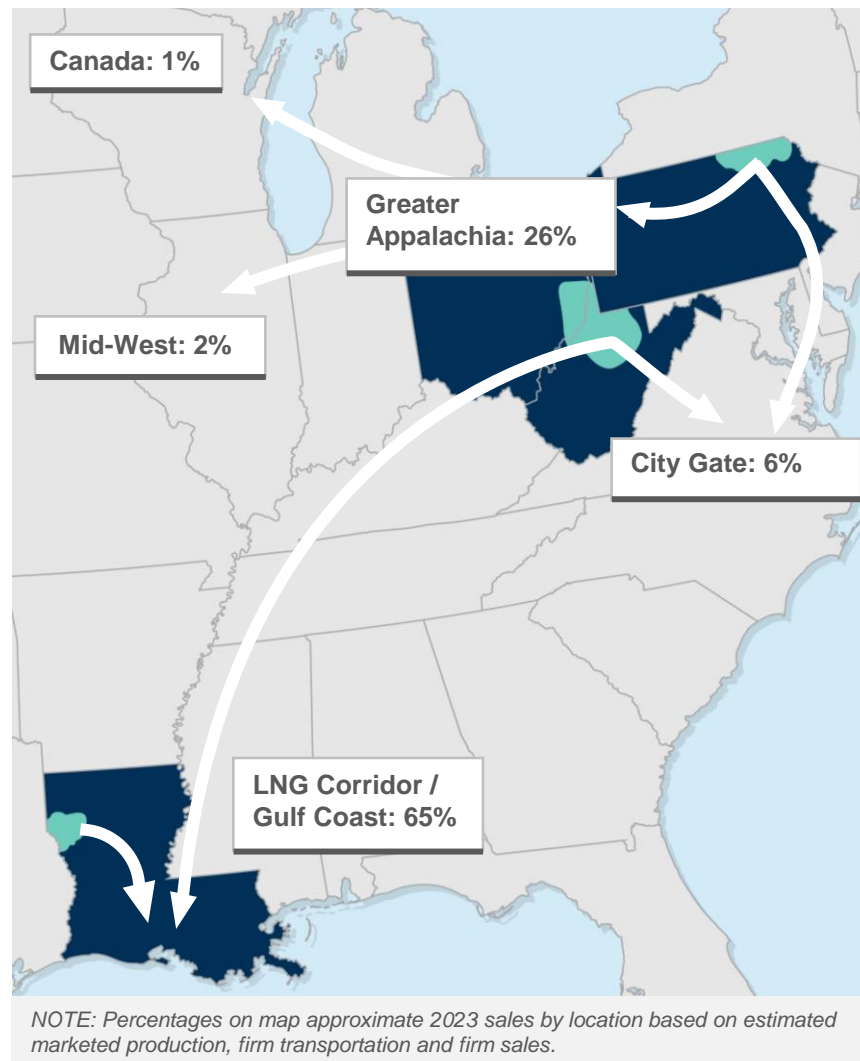 Canada: 1%
Greater
Appalachia: 26%
Mid-West: 2%
City Gate: 6%
LNG Corridor /
Gulf Coast: 65%
NOTE: Percentages on map approximate 2023 sales by location based on estimated
marketed production, firm transportation and firm sales.